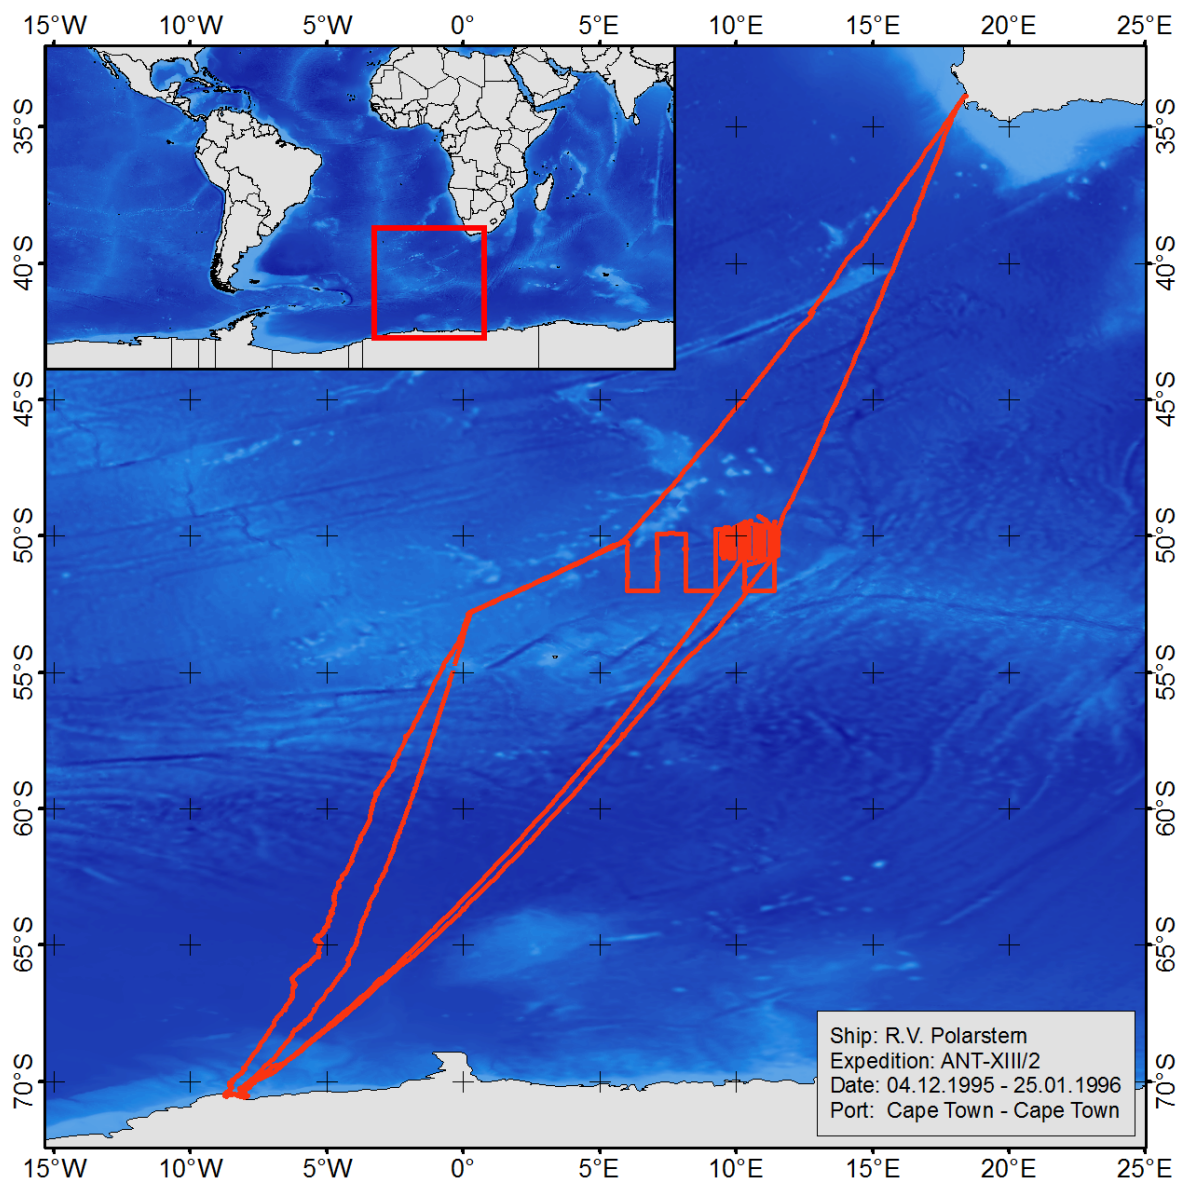 15°W 10°W 5°W 0° 5°E 10°E 15°E 20°E 25°E
35°S 35°S
40°S 40°S
45°S 45°S
50°S 50°S
55°S 55°S
60°S 60°S
65°S 65°S
70°S 70°S
Ship: R.V. Polarstern
Expedition: ANT-XIII/2
Date: 04.12.1995 - 25.01.1996
Port: Cape Town - Cape Town
15°W 10°W 5°W 0° 5°E 10°E 15°E 20°E 25°E